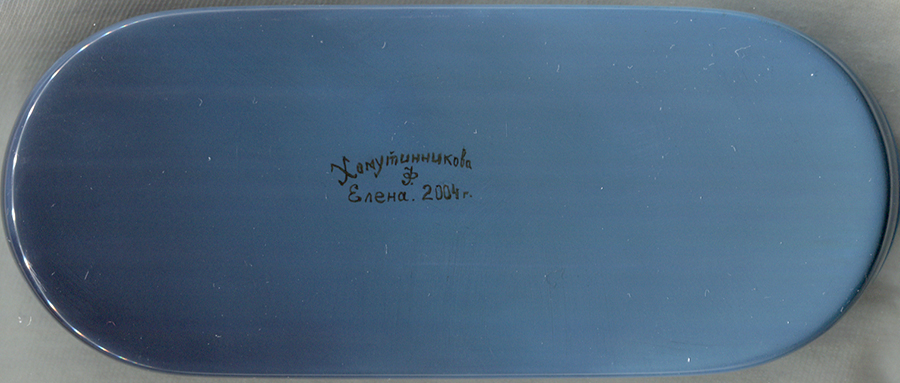 Хомутинникова
Ф
Елена. 2004г.